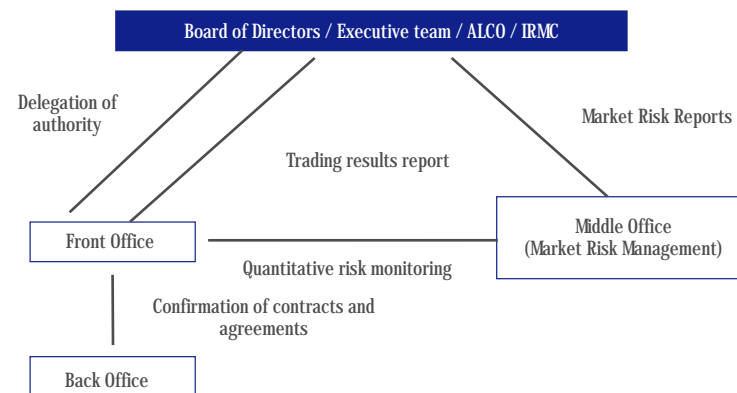 Board of Directors / Executive team / ALCO / IRMC
Delegation of
authority
Market Risk Reports
Trading results report
Front Office
Middle Office
(Market Risk Management)
Quantitative risk monitoring
Confirmation of contracts and
agreements
Back Office